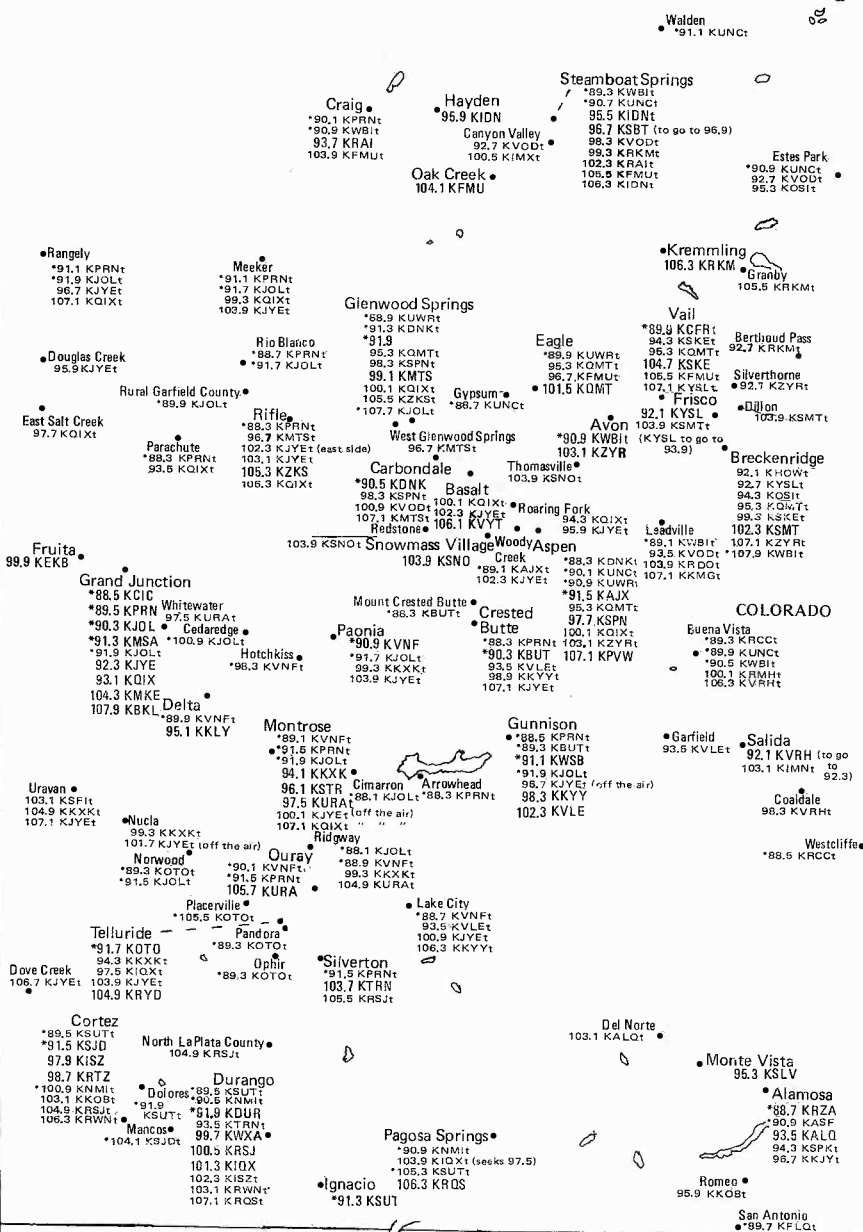 Walden
*91.1 KUNCt
Steamboat Springs
*89.3 KWBIt
*90.7 KUNCt
95.5 KIDNt
96.7 KSBT (to go to 96.9)
98.3 KVODt
99.3 KRKMt
102.3 KRAIt
105.5 KFMUt
106.3 KIDNt
Craig
*90.1 KPRNt
*90.9 KWBIt
93.7 KRAI
103.9 KFMUt
Hayden
*95.9 KIDN
Canyon Valley
92.7 KVODt
100.5 KIMXt
Oak Creek
104.1 KFMU
Estes Park
*90.9 KUNCt
92.7 KVODt
95.3 KOSIt
Rangely
*91.1 KPRNt
*91.9 KJOLt
96.7 KJYEt
107.1 KQIXt
Meeker
*91.1 KPRNt
*91.7 KJOLt
99.3 KQIXt
103.9 KJYEt
Kremmling
106.3 KRKM
Granby
105.5 KRKMt
Glenwood Springs
*88.9 KUWRt
*91.3 KDNKt
*91.9
95.3 KQMTt
98.3 KSPNt
99.1 KMTS
100.1 KQIXt
105.5 KZKSt
*107.7 KJOLt
Vail
*89.9 KCFRt
94.3 KSKEt
95.3 KQMTt
104.7 KSKE
105.5 KFMUt
107.1 KYSLt
Berthoud Pass
92.7 KRKMt
Rio Blanco
*88.7 KPRNt
*91.7 KJOLt
Eagle
*89.9 KUWRt
95.3 KQMTt
96.7 KFMUt
101.5 KQMT
Douglas Creek
95.9 KJYEt
Silverthorne
92.7 KZYRt
Rural Garfield County
*89.9 KJOLt
Gypsum
*88.7 KUNCt
Frisco
92.1 KYSL
103.9 KSMTt
(KYSL to go to
93.9)
Dillon
103.9 KSMTt
East Salt Creek
97.7 KQIXt
Rifle
*88.3 KPRNt
96.7 KMTSt
102.3 KJYEt (east side)
103.1 KJYEt
105.3 KZKS
105.3 KQIXt
Parachute
*88.3 KPRNt
93.5 KQIXt
West Glenwood Springs
96.7 KMTSt
Avon
*90.9 KWBIt
103.1 KZYR
Breckenridge
92.1 KHOWt
92.7 KYSLt
94.3 KOSIt
95.3 KQMTt
99.3 KSKEt
102.3 KSMT
107.1 KZYRt
*107.9 KWBIt
Carbondale
*90.5 KDNK
98.3 KSPNt
100.9 KVODt
107.1 KMTSt
Thomasville
103.9 KSNOt
Basalt
100.1 KQIXt
102.3 KJYEt
106.1 KVYT
Roaring Fork
94.3 KQIXt
95.9 KJYEt
Leadville
*89.1 KWBIt
93.5 KVODt
103.9 KRDOt
107.1 KKMGt
Redstone
103.9 KSNOt
Snowmass Village
103.9 KSNO
Woody
Creek
*89.1 KAJXt
102.3 KJYEt
Aspen
*88.3 KDNKt
*90.1 KUNCt
*90.9 KUWRt
*91.5 KAJX
95.3 KQMTt
97.7 KSPN
100.1 KQIXt
103.1 KZYRt
107.1 KPVW
Fruita
99.9 KEKB
Grand Junction
*88.5 KCIC
*89.5 KPRN
*90.3 KJOL
*91.3 KMSA
*91.9 KJOLt
92.3 KJYE
93.1 KQIX
104.3 KMKE
107.9 KBKL
Whitewater
97.5 KURAt
Cedaredge
*100.9 KJOLt
Hotchkiss
*98.3 KVNFt
Mount Crested Butte
*88.3 KBUTt
Paonia
*90.9 KVNF
*91.7 KJOLt
99.3 KKXKt
103.9 KJYEt
Crested
Butte
*88.3 KPRNt
*90.3 KBUT
93.5 KVLEt
98.9 KKYYt
107.1 KJYEt
COLORADO
Buena Vista
*89.3 KRCCt
*89.9 KUNCt
*90.5 KWBIt
100.1 KRMHt
106.3 KVRHt
Delta
*89.9 KVNFt
95.1 KKLY
Montrose
*89.1 KVNFt
*91.5 KPRNt
*91.9 KJOLt
94.1 KKXK
96.1 KSTR
97.5 KURAt
100.1 KJYEt (off the air)
107.1 KQIXt " " "
Cimarron
*88.1 KJOLt
Arrowhead
*88.3 KPRNt
Gunnison
*88.5 KPRNt
*89.3 KBUTt
*91.1 KWSB
*91.9 KJOLt
96.7 KJYEt (off the air)
98.3 KKYY
102.3 KVLE
Garfield
93.5 KVLEt
Salida
92.1 KVRH (to go
to
92.3)
103.1 KIMNt
Coaldale
98.3 KVRHt
Westcliffe
*88.5 KRCCt
Uravan
103.1 KSFIt
104.9 KKXKt
107.1 KJYEt
Nucla
99.3 KKXKt
101.7 KJYEt (off the air)
Norwood
*89.3 KOTOt
*91.5 KJOLt
Ouray
*90.1 KVNFt
*91.5 KPRNt
105.7 KURA
Ridgway
*88.1 KJOLt
*88.9 KVNFt
99.3 KKXKt
104.9 KURAt
Placerville
*105.5 KOTOt
Lake City
*88.7 KVNFt
93.5 KVLEt
100.9 KJYEt
106.3 KKYYt
Telluride
*91.7 KOTO
94.3 KKXKt
97.5 KIQXt
103.9 KJYEt
104.9 KRYD
Pandora
*89.3 KOTOt
Ophir
*89.3 KOTOt
Silverton
*91.5 KPRNt
103.7 KTRN
105.5 KRSJt
Dove Creek
106.7 KJYEt
Cortez
*89.5 KSUTt
*91.5 KSJD
97.9 KISZ
98.7 KRTZ
*100.9 KNMIt
103.1 KKOBt
104.9 KRSJt
106.3 KRWNt
North LaPlata County
104.9 KRSJt
Dolores
*91.9
KSUTt
Mancos
*104.1 KSJDt
Durango
*89.5 KSUTt
*90.5 KNMIt
*91.9 KDUR
93.5 KTRNt
99.7 KWXA
100.5 KRSJ
101.3 KIQX
102.3 KISZt
103.1 KRWNt
107.1 KRQSt
Pagosa Springs
*90.9 KNMIt
103.9 KIQXt (seeks 97.5)
*105.3 KSUTt
106.3 KRQS
Ignacio
*91.3 KSUT
Del Norte
103.1 KALQt
Monte Vista
95.3 KSLV
Alamosa
*88.7 KRZA
*90.9 KASF
93.5 KALQ
94.3 KSPKt
96.7 KKJYt
Romeo
95.9 KKOBt
San Antonio
*89.7 KFLQt